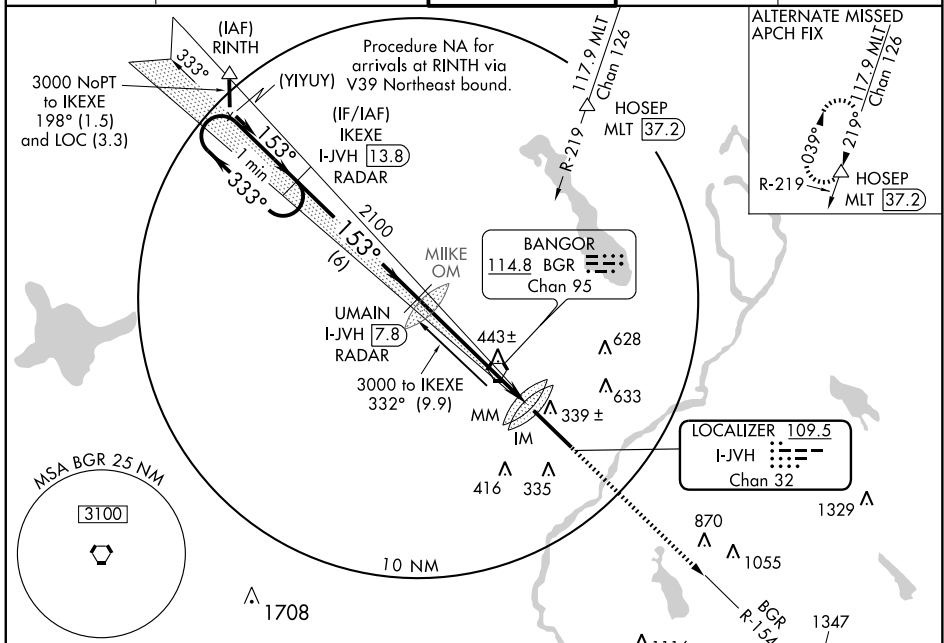 (IAF)
RINTH
333°
3000 NoPT
to IKEXE
198° (1.5)
and LOC (3.3)
(YIYUY)
Procedure NA for
arrivals at RINTH via
V39 Northeast bound.
117.9 MLT
Chan 126
HOSEP
MLT 37.2
R-219
ALTERNATE MISSED
APCH FIX
117.9 MLT
Chan 126
039°
219°
R-219
HOSEP
MLT 37.2
(IF/IAF)
IKEXE
I-JVH 13.8
RADAR
153°
1 min
333°
2100
153°
(6)
MIIKE
OM
BANGOR
114.8 BGR
Chan 95
UMAIN
I-JVH 7.8
RADAR
443±
628
3000 to IKEXE
332° (9.9)
633
MM
339 ±
IM
LOCALIZER 109.5
I-JVH
Chan 32
416
335
MSA BGR 25 NM
3100
1329
870
1055
10 NM
1708
BGR
R-154
1347